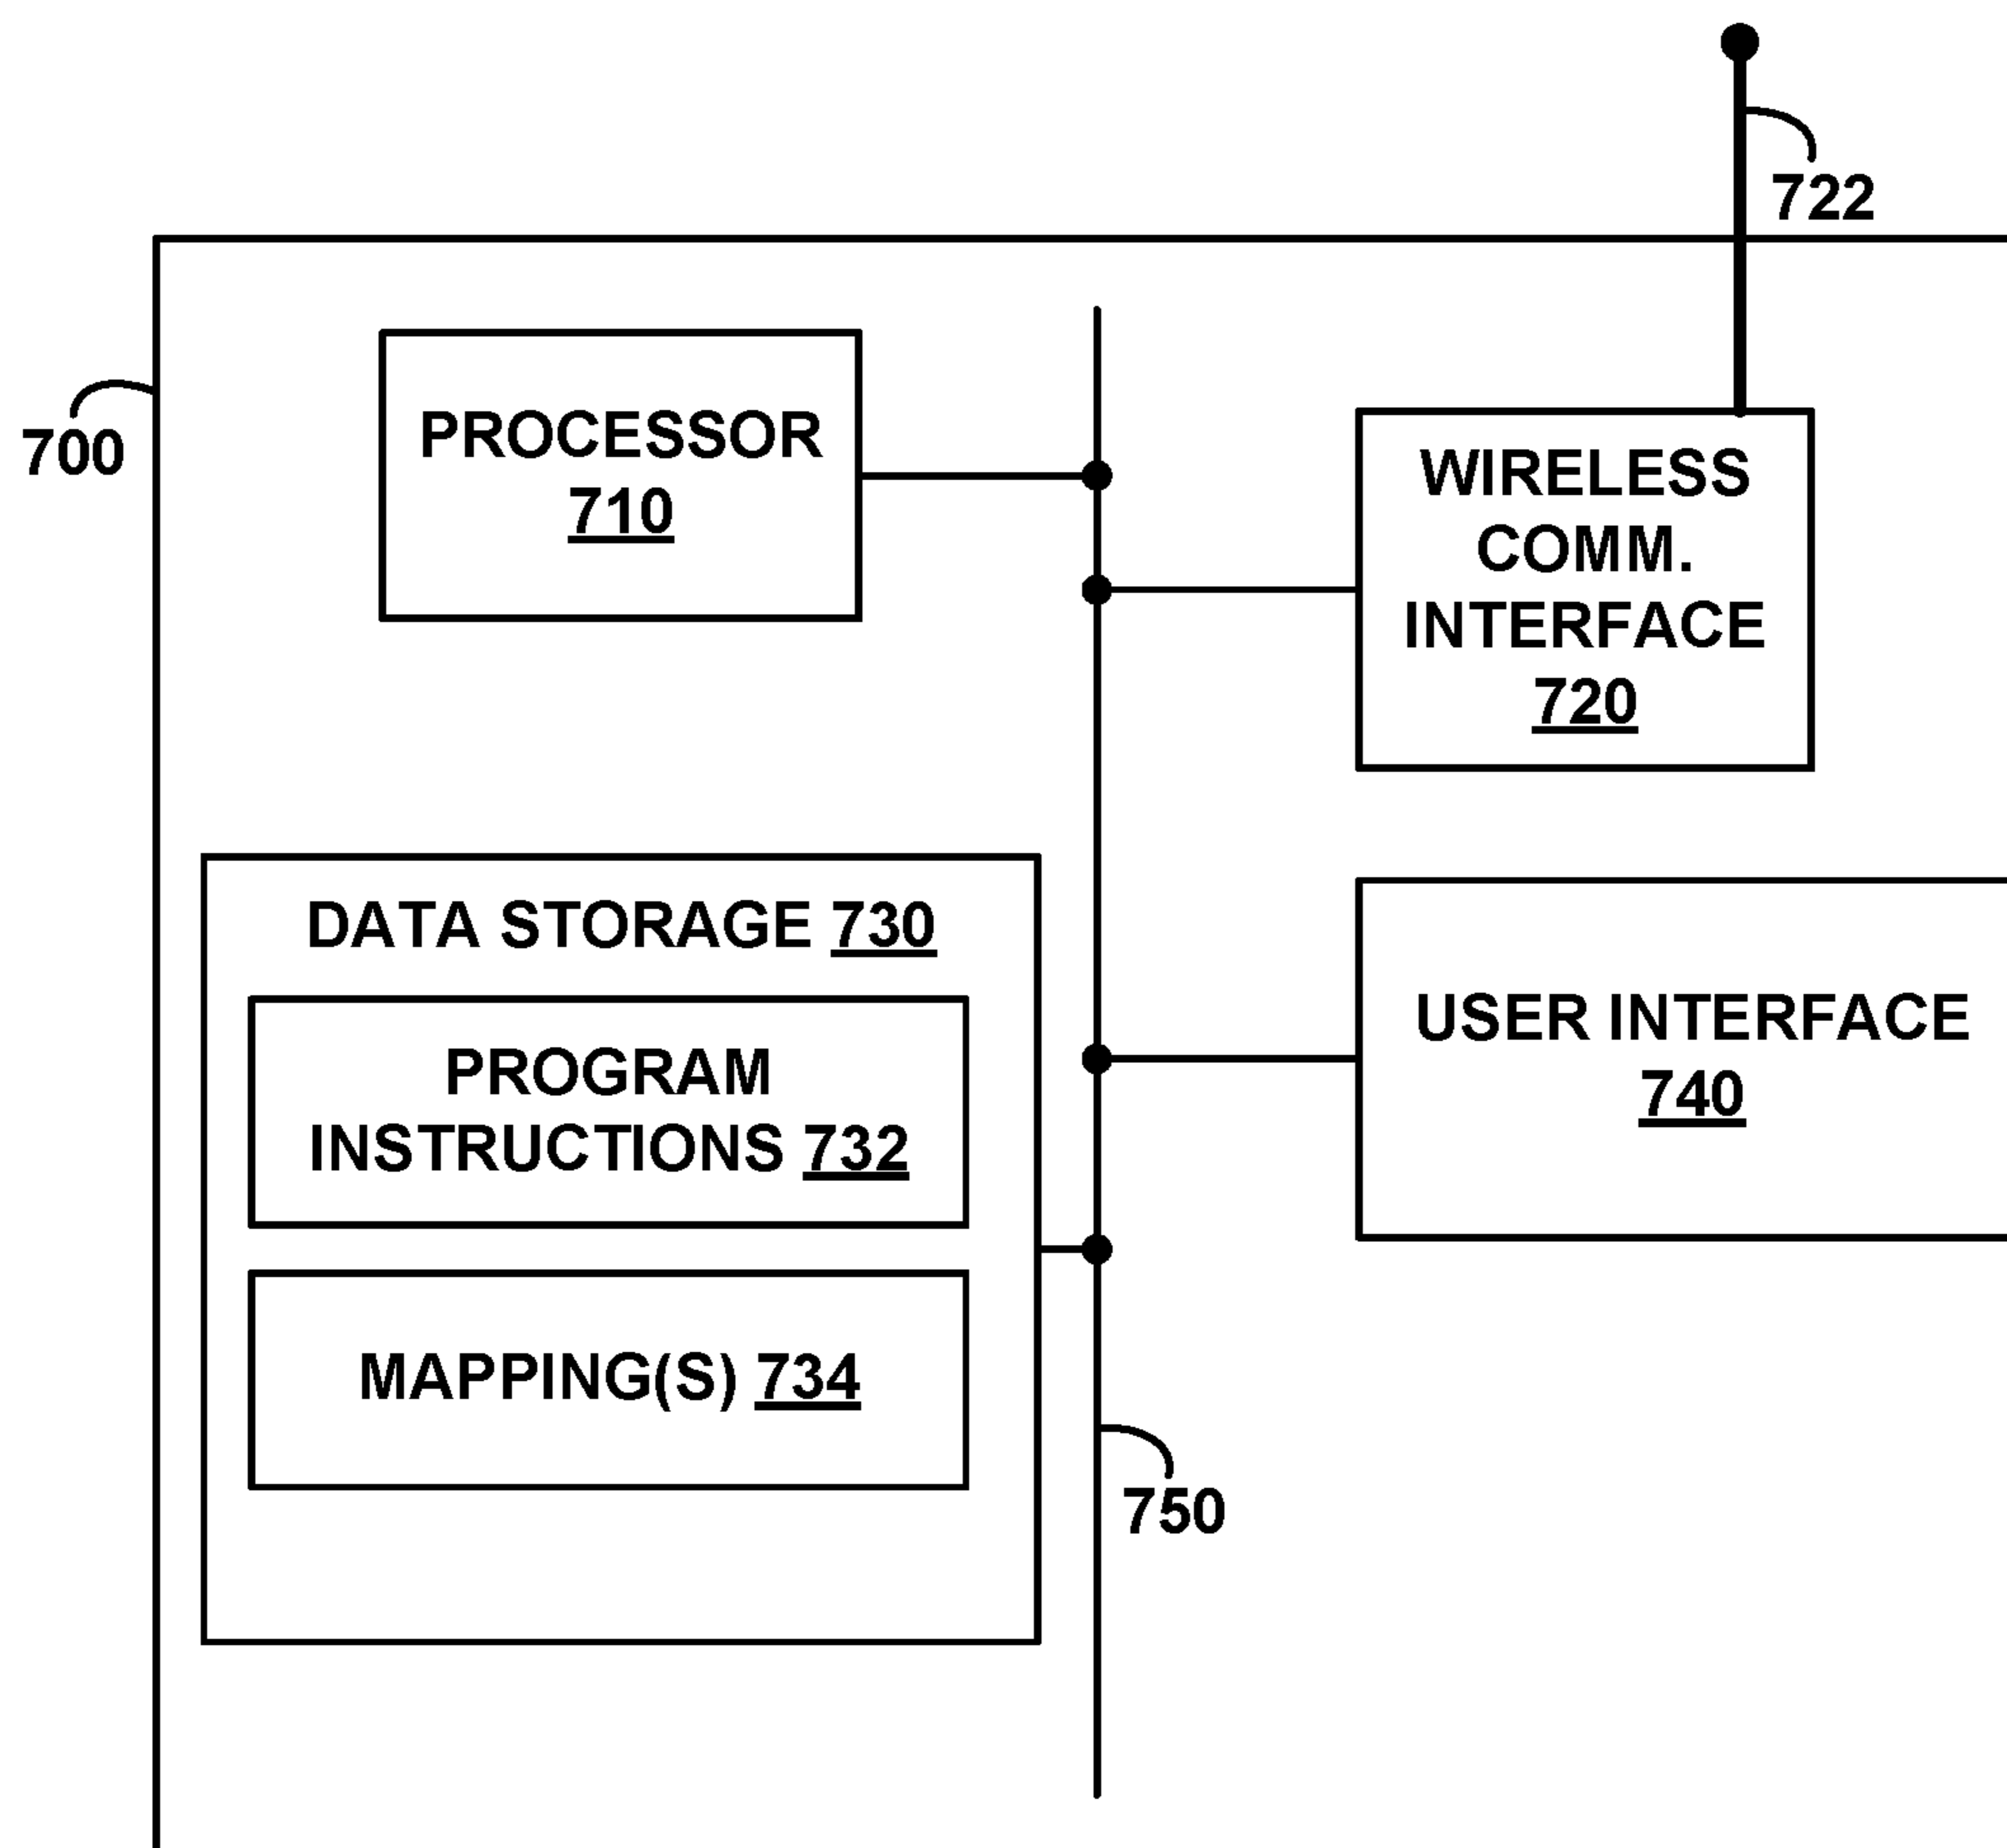 722
700
PROCESSOR
710
WIRELESS
COMM.
INTERFACE
720
DATA STORAGE 730
PROGRAM
INSTRUCTIONS 732
MAPPING(S) 734
USER INTERFACE
740
750